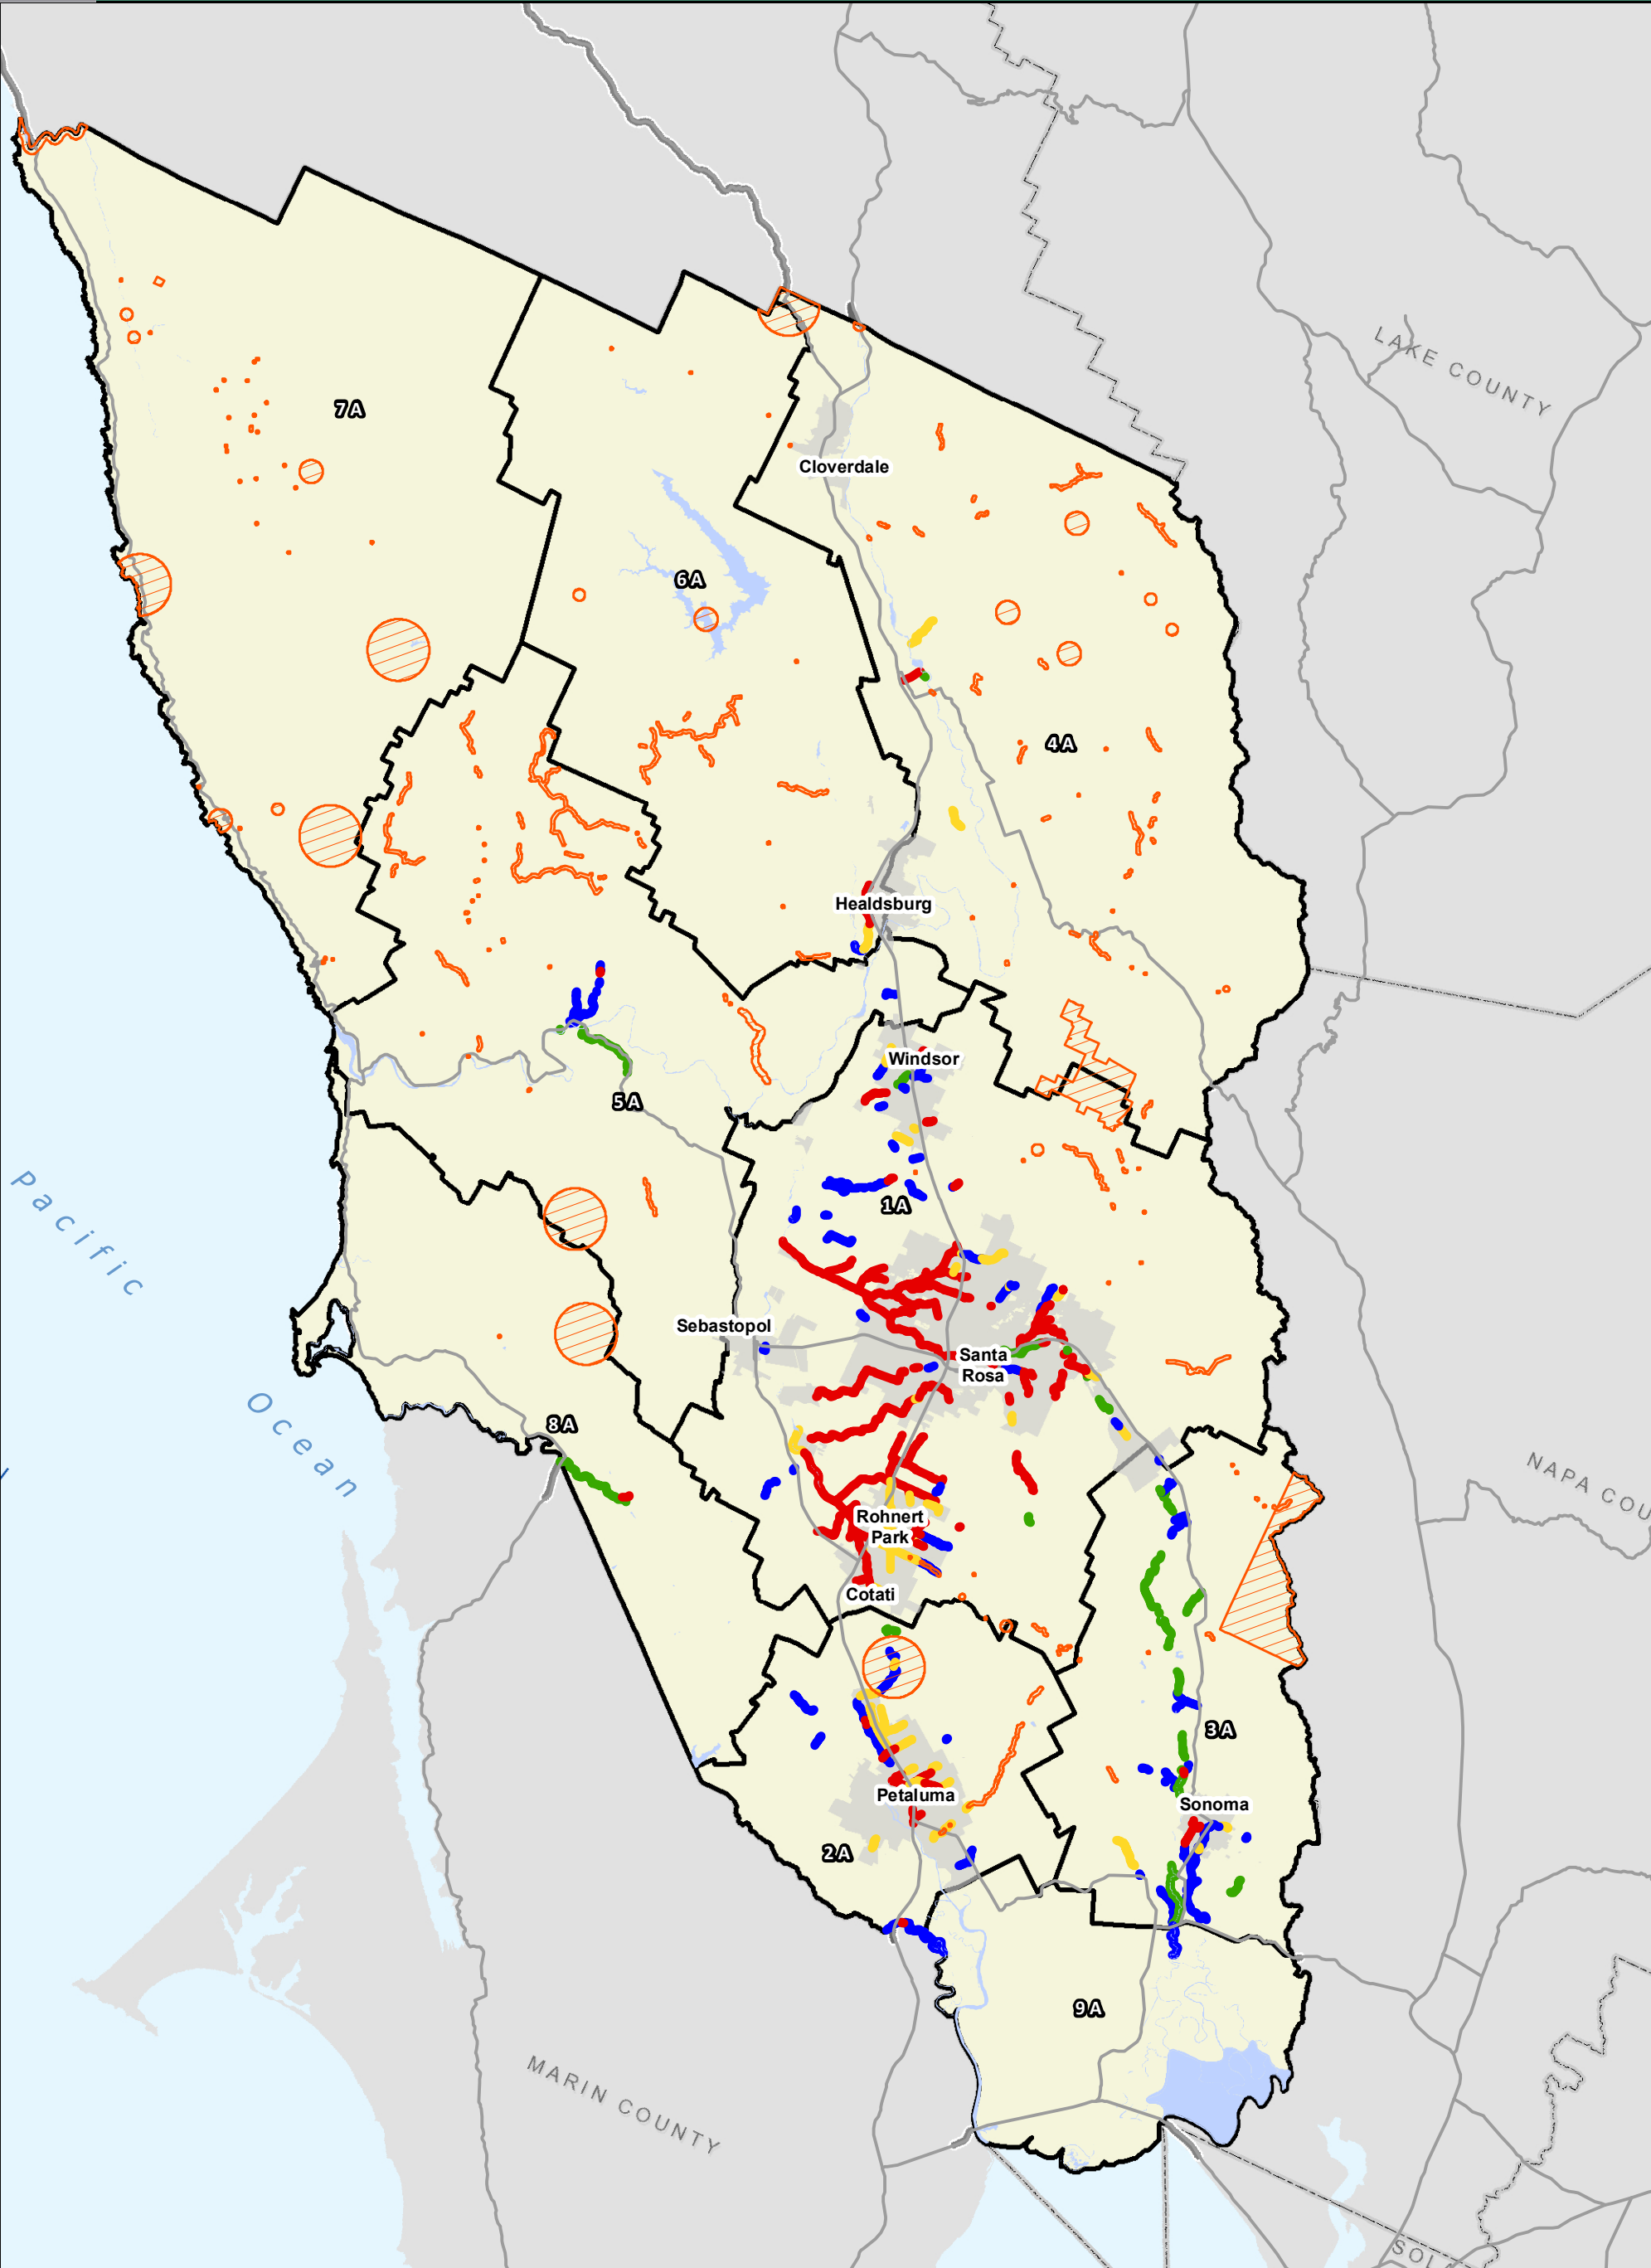 LAKE COUNTY
7A
Cloverdale
6A
4A
Healdsburg
Windsor
5A
1A
Pacific
Ocean
Sebastopol
Santa
Rosa
8A
NAPA COU
Rohnert
Park
Cotati
3A
Petaluma
Sonoma
2A
9A
MARIN COUNTY
SOL